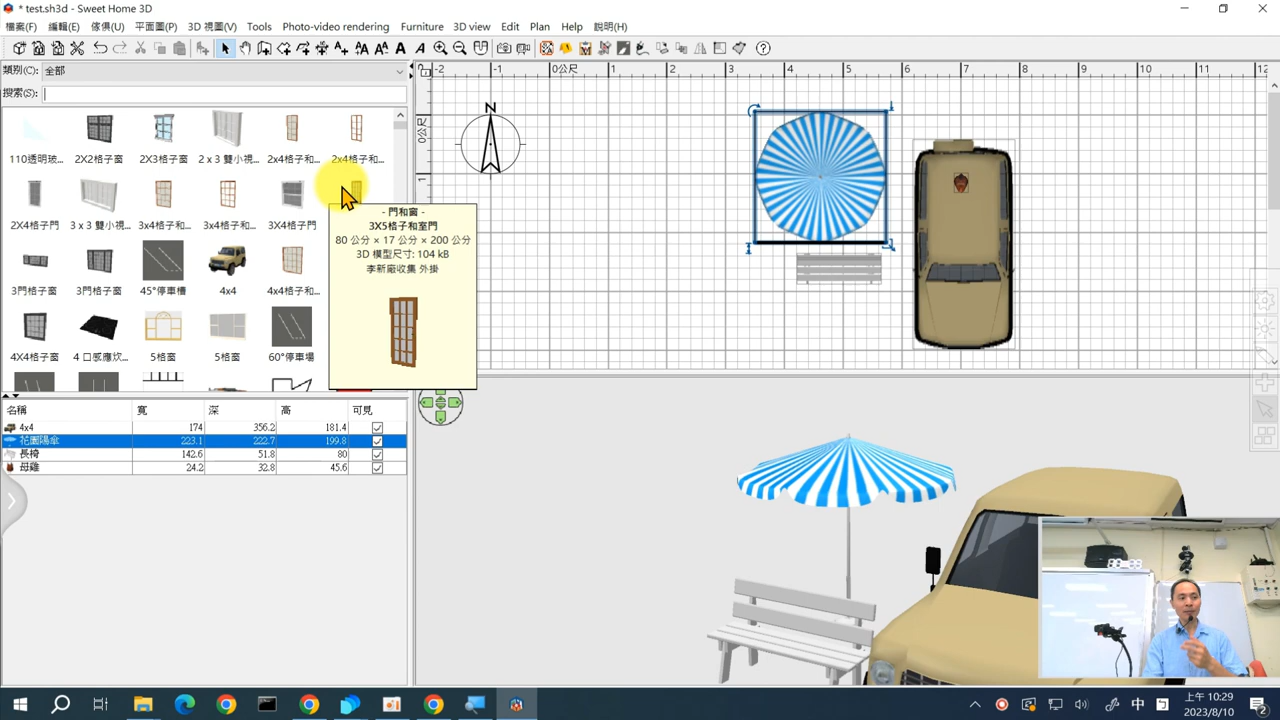 * test.sh3d - Sweet Home 3D
檔案(F) 編輯(E) 傢俱(U) 平面圖(P) 3D 視圖(T) Tools Photo-video rendering Furniture 3D view Edit Plan Help 說明(H)
類別(C): 全部
搜索(S):
-2 -1 0公尺 1 2 3 4 5 6 7 8 9 10 11 12
0公尺
1
N
110透明玻... 2X2格子窗 2X3格子窗 2 x 3 雙小視... 2x4格子和... 2x4格子和...
2X4格子門 3 x 3 雙小視... 3x4格子和... 3x4格子和... 3X4格子門
- 門和窗 -
3X5格子和室門
80 公分 × 17 公分 × 200 公分
3D 模型尺寸: 104 kB
李新廠收集 外掛
3門格子窗 3門格子窗 45°停車槽 4x4 4x4格子和...
4X4格子窗 4 口感應炊... 5格窗 5格窗 60°停車場
名稱 寬 深 高 可見
4x4 174 356.2 181.4
花園陽傘 223.1 222.7 199.8
長椅 142.6 51.8 80
母雞 24.2 32.8 45.6
中
上午 10:29
2023/8/10
2